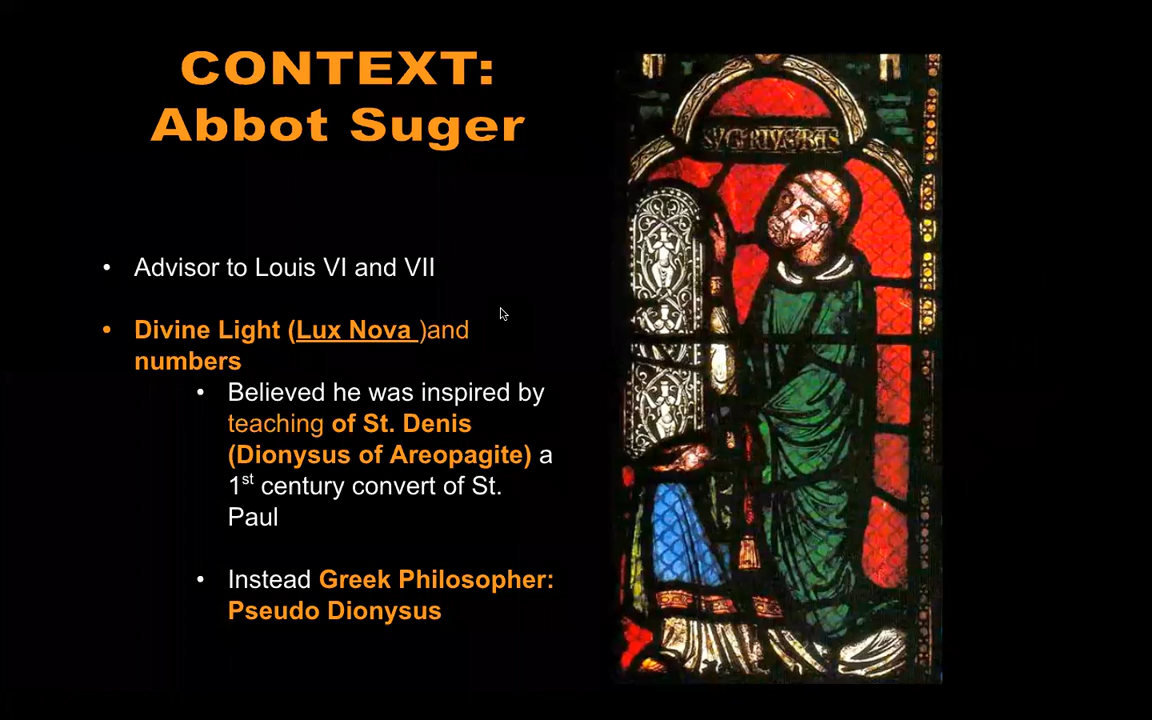 CONTEXT:
Abbot Suger
• Advisor to Louis VI and VII
• Divine Light (Lux Nova )and
numbers
• Believed he was inspired by
teaching of St. Denis
(Dionysus of Areopagite) a
1st century convert of St.
Paul
• Instead Greek Philosopher:
Pseudo Dionysus